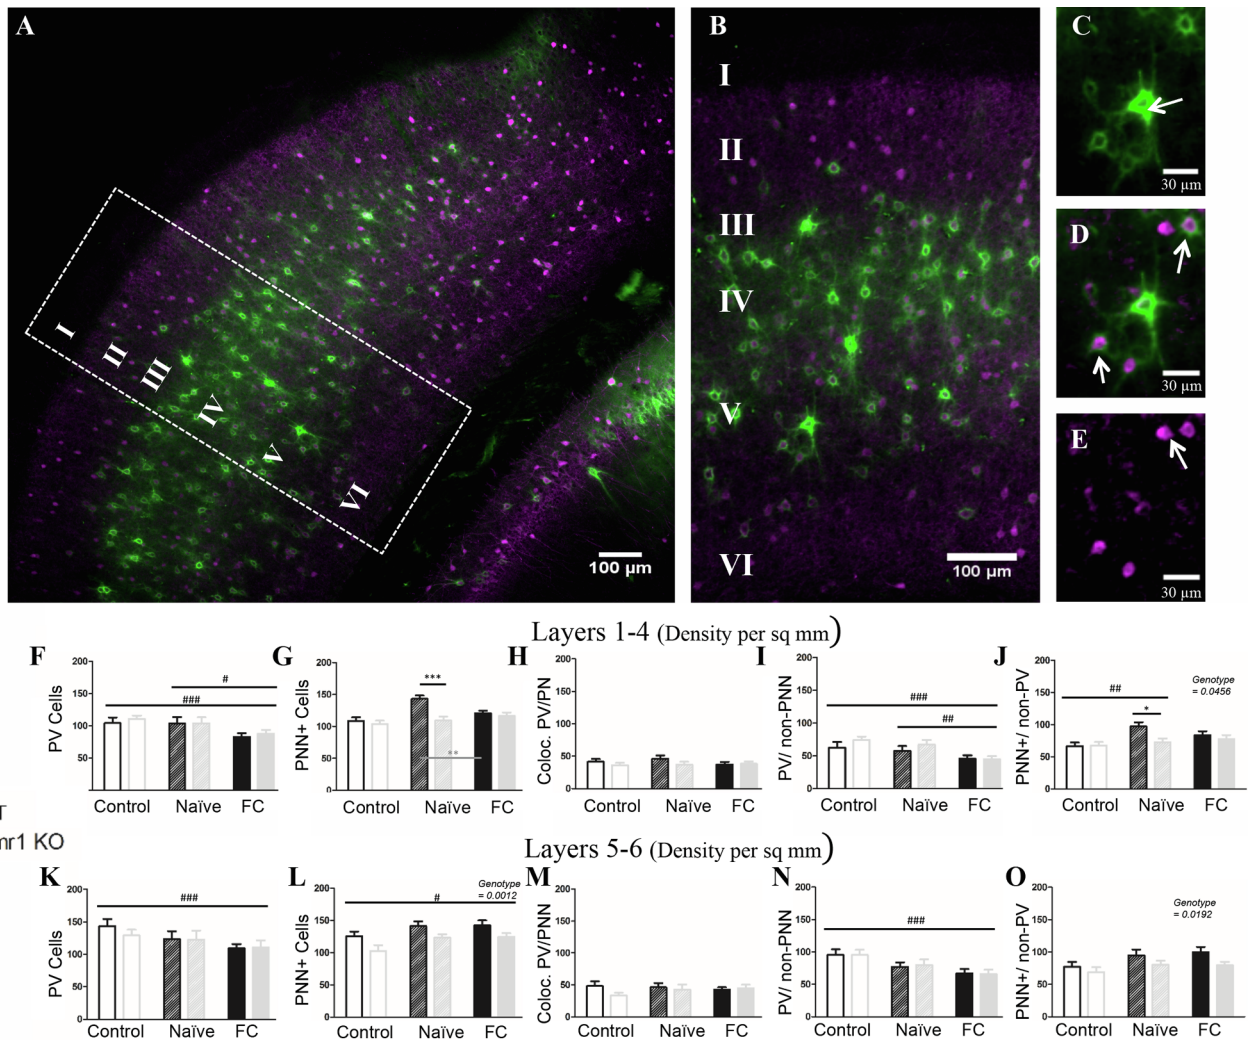 A
I
II
III
IV
V
VI
100 µm
B
I
II
III
IV
V
VI
100 µm
C
30 µm
D
30 µm
E
30 µm
Layers 1-4 (Density per sq mm)
F
PV Cells
200
150
100
50
#
###
Control Naïve FC
G
PNN+ Cells
200
150
100
50
***
**
Control Naïve FC
H
Coloc. PV/PN
200
150
100
50
0
Control Naïve FC
I
PV/ non-PNN
200
150
100
50
0
###
##
Control Naïve FC
J
PNN+/ non-PV
200
150
100
50
0
Genotype
= 0.0456
##
*
Control Naïve FC
T
mr1 KO
Layers 5-6 (Density per sq mm)
K
PV Cells
200
150
100
50
0
###
Control Naïve FC
L
PNN+ Cells
200
150
100
50
0
Genotype
= 0.0012
#
Control Naïve FC
M
Coloc. PV/PNN
200
150
100
50
0
Control Naïve FC
N
PV/ non-PNN
200
150
100
50
0
###
Control Naïve FC
O
PNN+/ non-PV
200
150
100
50
0
Genotype
= 0.0192
Control Naïve FC